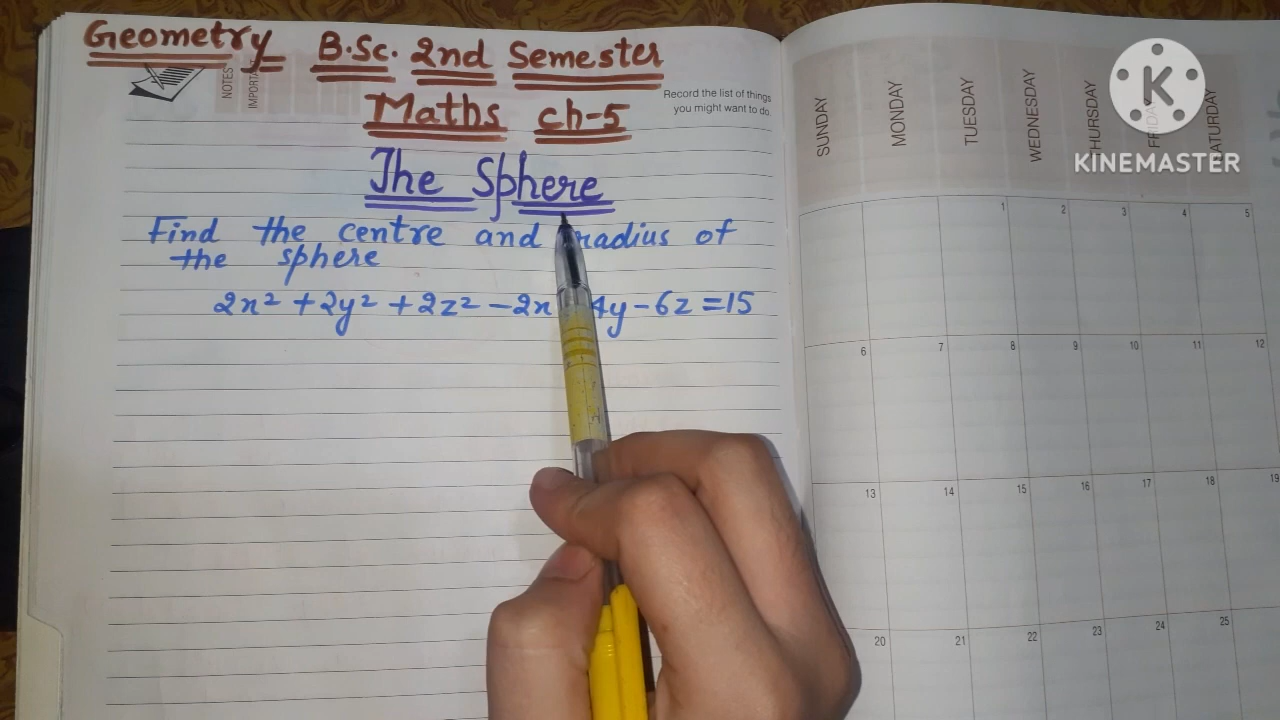 Geometry B.Sc. 2nd Semester
NOTES
IMPORTANT
Record the list of things
you might want to do.
Maths ch-5
The Sphere
Find the centre and radius of
the sphere
2x² + 2y² + 2z² - 2x 4y - 6z = 15
SUNDAY MONDAY TUESDAY WEDNESDAY THURSDAY FRIDAY SATURDAY
K
KINEMASTER
1 2 3 4 5
6 7 8 9 10 11 12
13 14 15 16 17 18 19
20 21 22 23 24 25